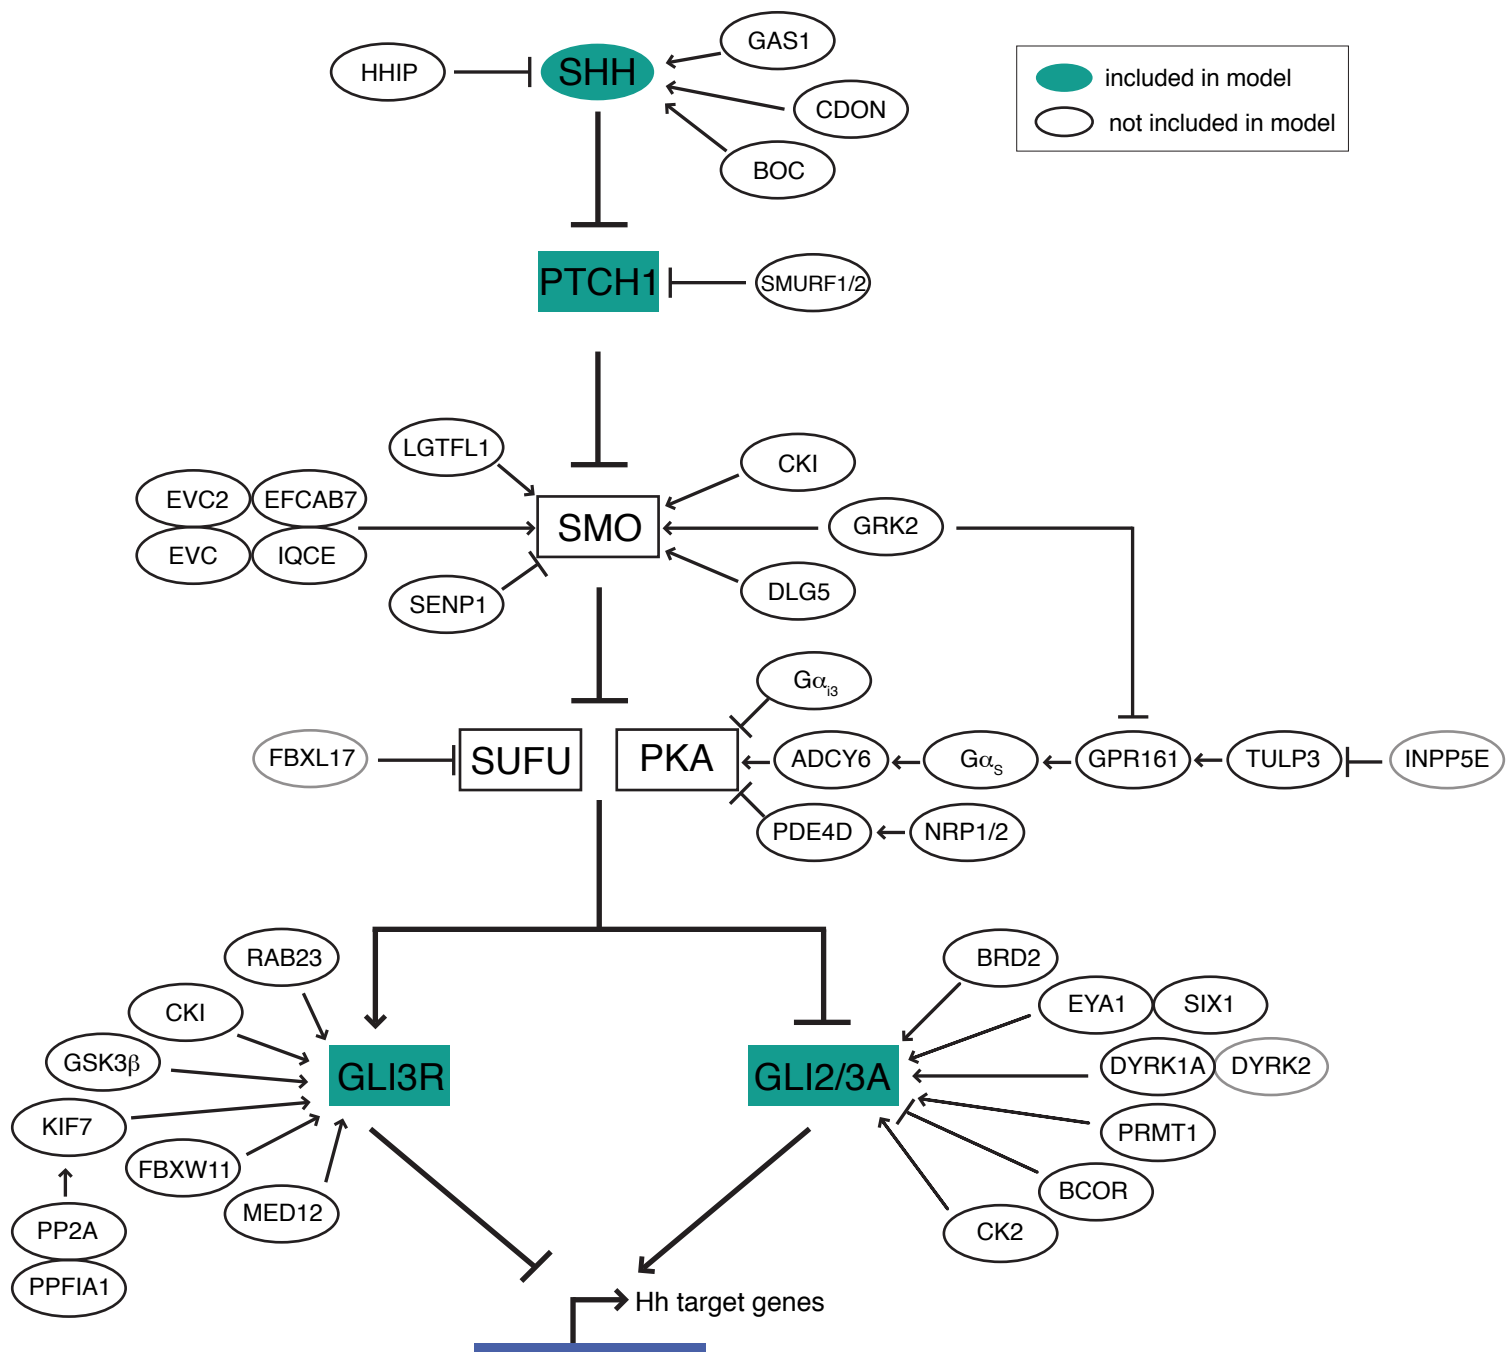 GAS1
HHIP
SHH
CDON
BOC
included in model
not included in model
PTCH1
SMURF1/2
LGTFL1
CKI
EVC2
EFCAB7
SMO
GRK2
EVC
IQCE
SENP1
DLG5
Gαi3
FBXL17
SUFU
PKA
ADCY6
GαS
GPR161
TULP3
INPP5E
PDE4D
NRP1/2
RAB23
BRD2
CKI
EYA1
SIX1
GSK3β
GLI3R
GLI2/3A
DYRK1A
DYRK2
KIF7
PRMT1
FBXW11
BCOR
MED12
PP2A
CK2
PPFIA1
Hh target genes